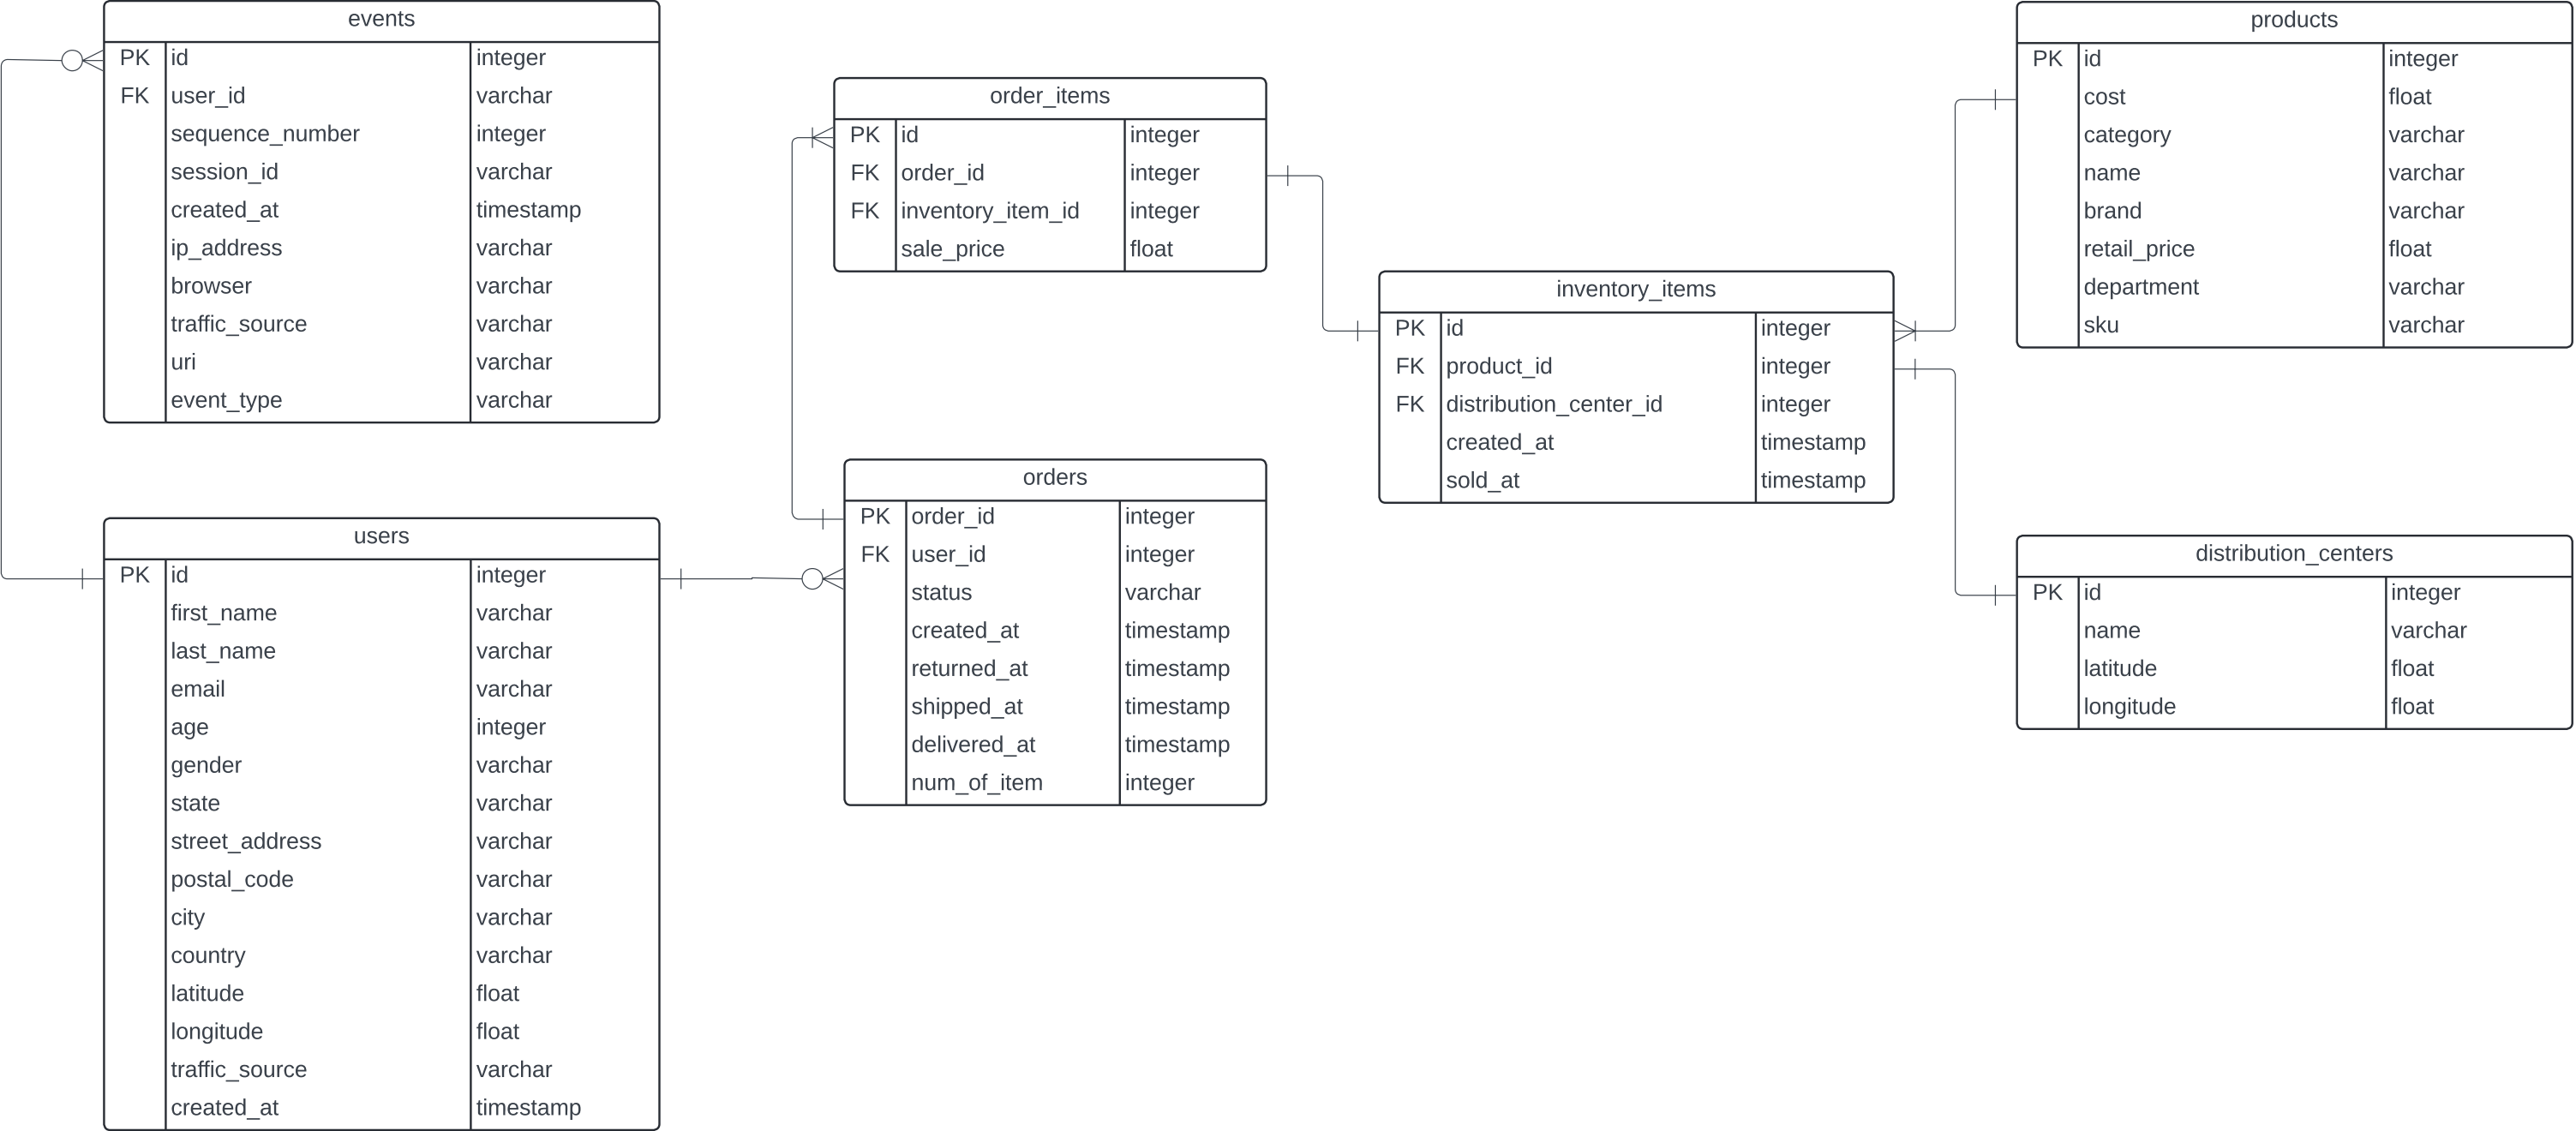 events
PK id integer
FK user_id varchar
sequence_number integer
session_id varchar
created_at timestamp
ip_address varchar
browser varchar
traffic_source varchar
uri varchar
event_type varchar
users
PK id integer
first_name varchar
last_name varchar
email varchar
age integer
gender varchar
state varchar
street_address varchar
postal_code varchar
city varchar
country varchar
latitude float
longitude float
traffic_source varchar
created_at timestamp
order_items
PK id integer
FK order_id integer
FK inventory_item_id integer
sale_price float
orders
PK order_id integer
FK user_id integer
status varchar
created_at timestamp
returned_at timestamp
shipped_at timestamp
delivered_at timestamp
num_of_item integer
inventory_items
PK id integer
FK product_id integer
FK distribution_center_id integer
created_at timestamp
sold_at timestamp
products
PK id integer
cost float
category varchar
name varchar
brand varchar
retail_price float
department varchar
sku varchar
distribution_centers
PK id integer
name varchar
latitude float
longitude float